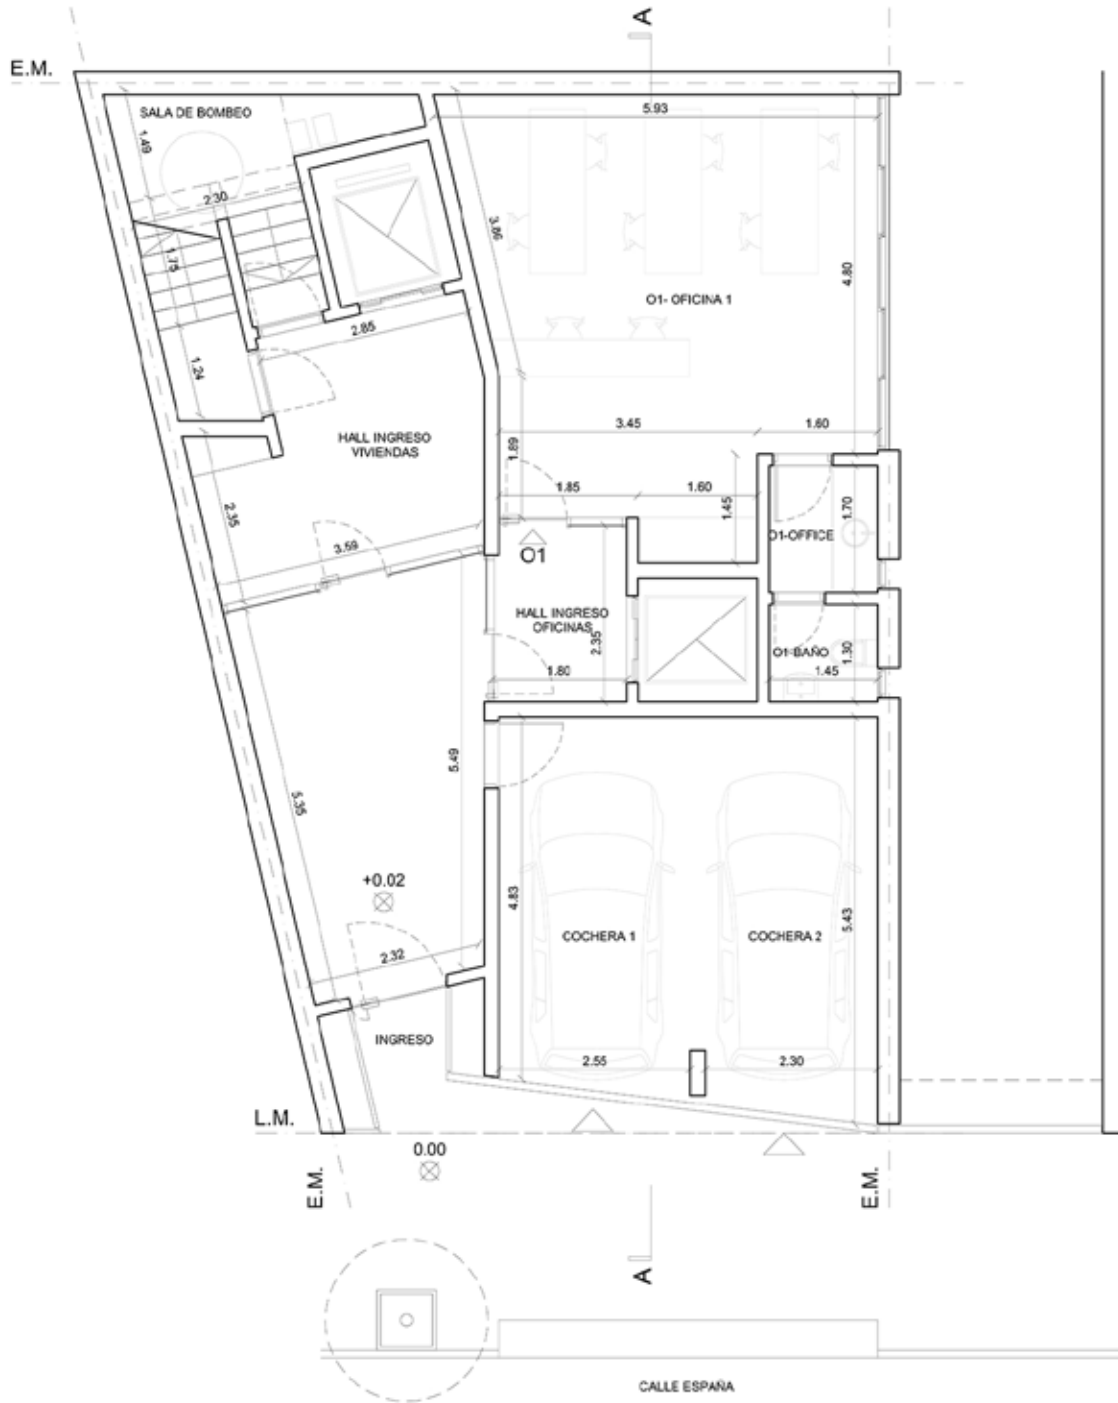 A
E.M.
SALA DE BOMBEO
5.93
1.49
2.30
3.86
1.75
4.80
O1- OFICINA 1
2.85
1.24
HALL INGRESO
VIVIENDAS
3.45
1.60
1.89
2.35
1.85
1.60
1.45
1.70
O1-OFFICE
3.59
O1
HALL INGRESO
OFICINAS
2.35
1.80
O1-BAÑO
1.30
1.45
5.49
5.35
+0.02
4.83
COCHERA 1
COCHERA 2
5.43
2.32
INGRESO
2.55
2.30
L.M.
0.00
E.M.
E.M.
A
CALLE ESPAÑA